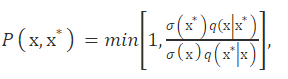 P(x,x*) = min[1, σ(x*)q(x|x*) / σ(x)q(x*|x)],